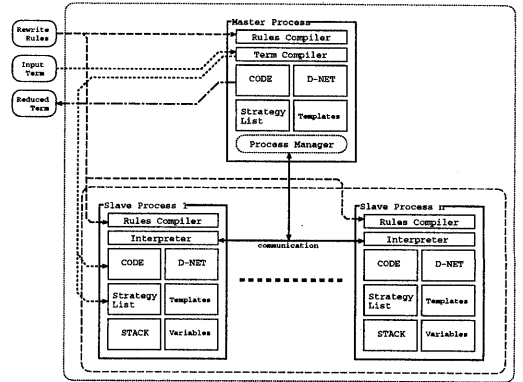 Master Process
Rewrite
Rules
Rules Compiler
Term Compiler
Input
Term
CODE
D-NET
Reduced
Term
Strategy
List
Templates
Process Manager
Slave Process 1
Slave Process n
Rules Compiler
Rules Compiler
Interpreter
communication
Interpreter
CODE
D-NET
CODE
D-NET
Strategy
List
Templates
Strategy
List
Templates
STACK
Variables
STACK
Variables